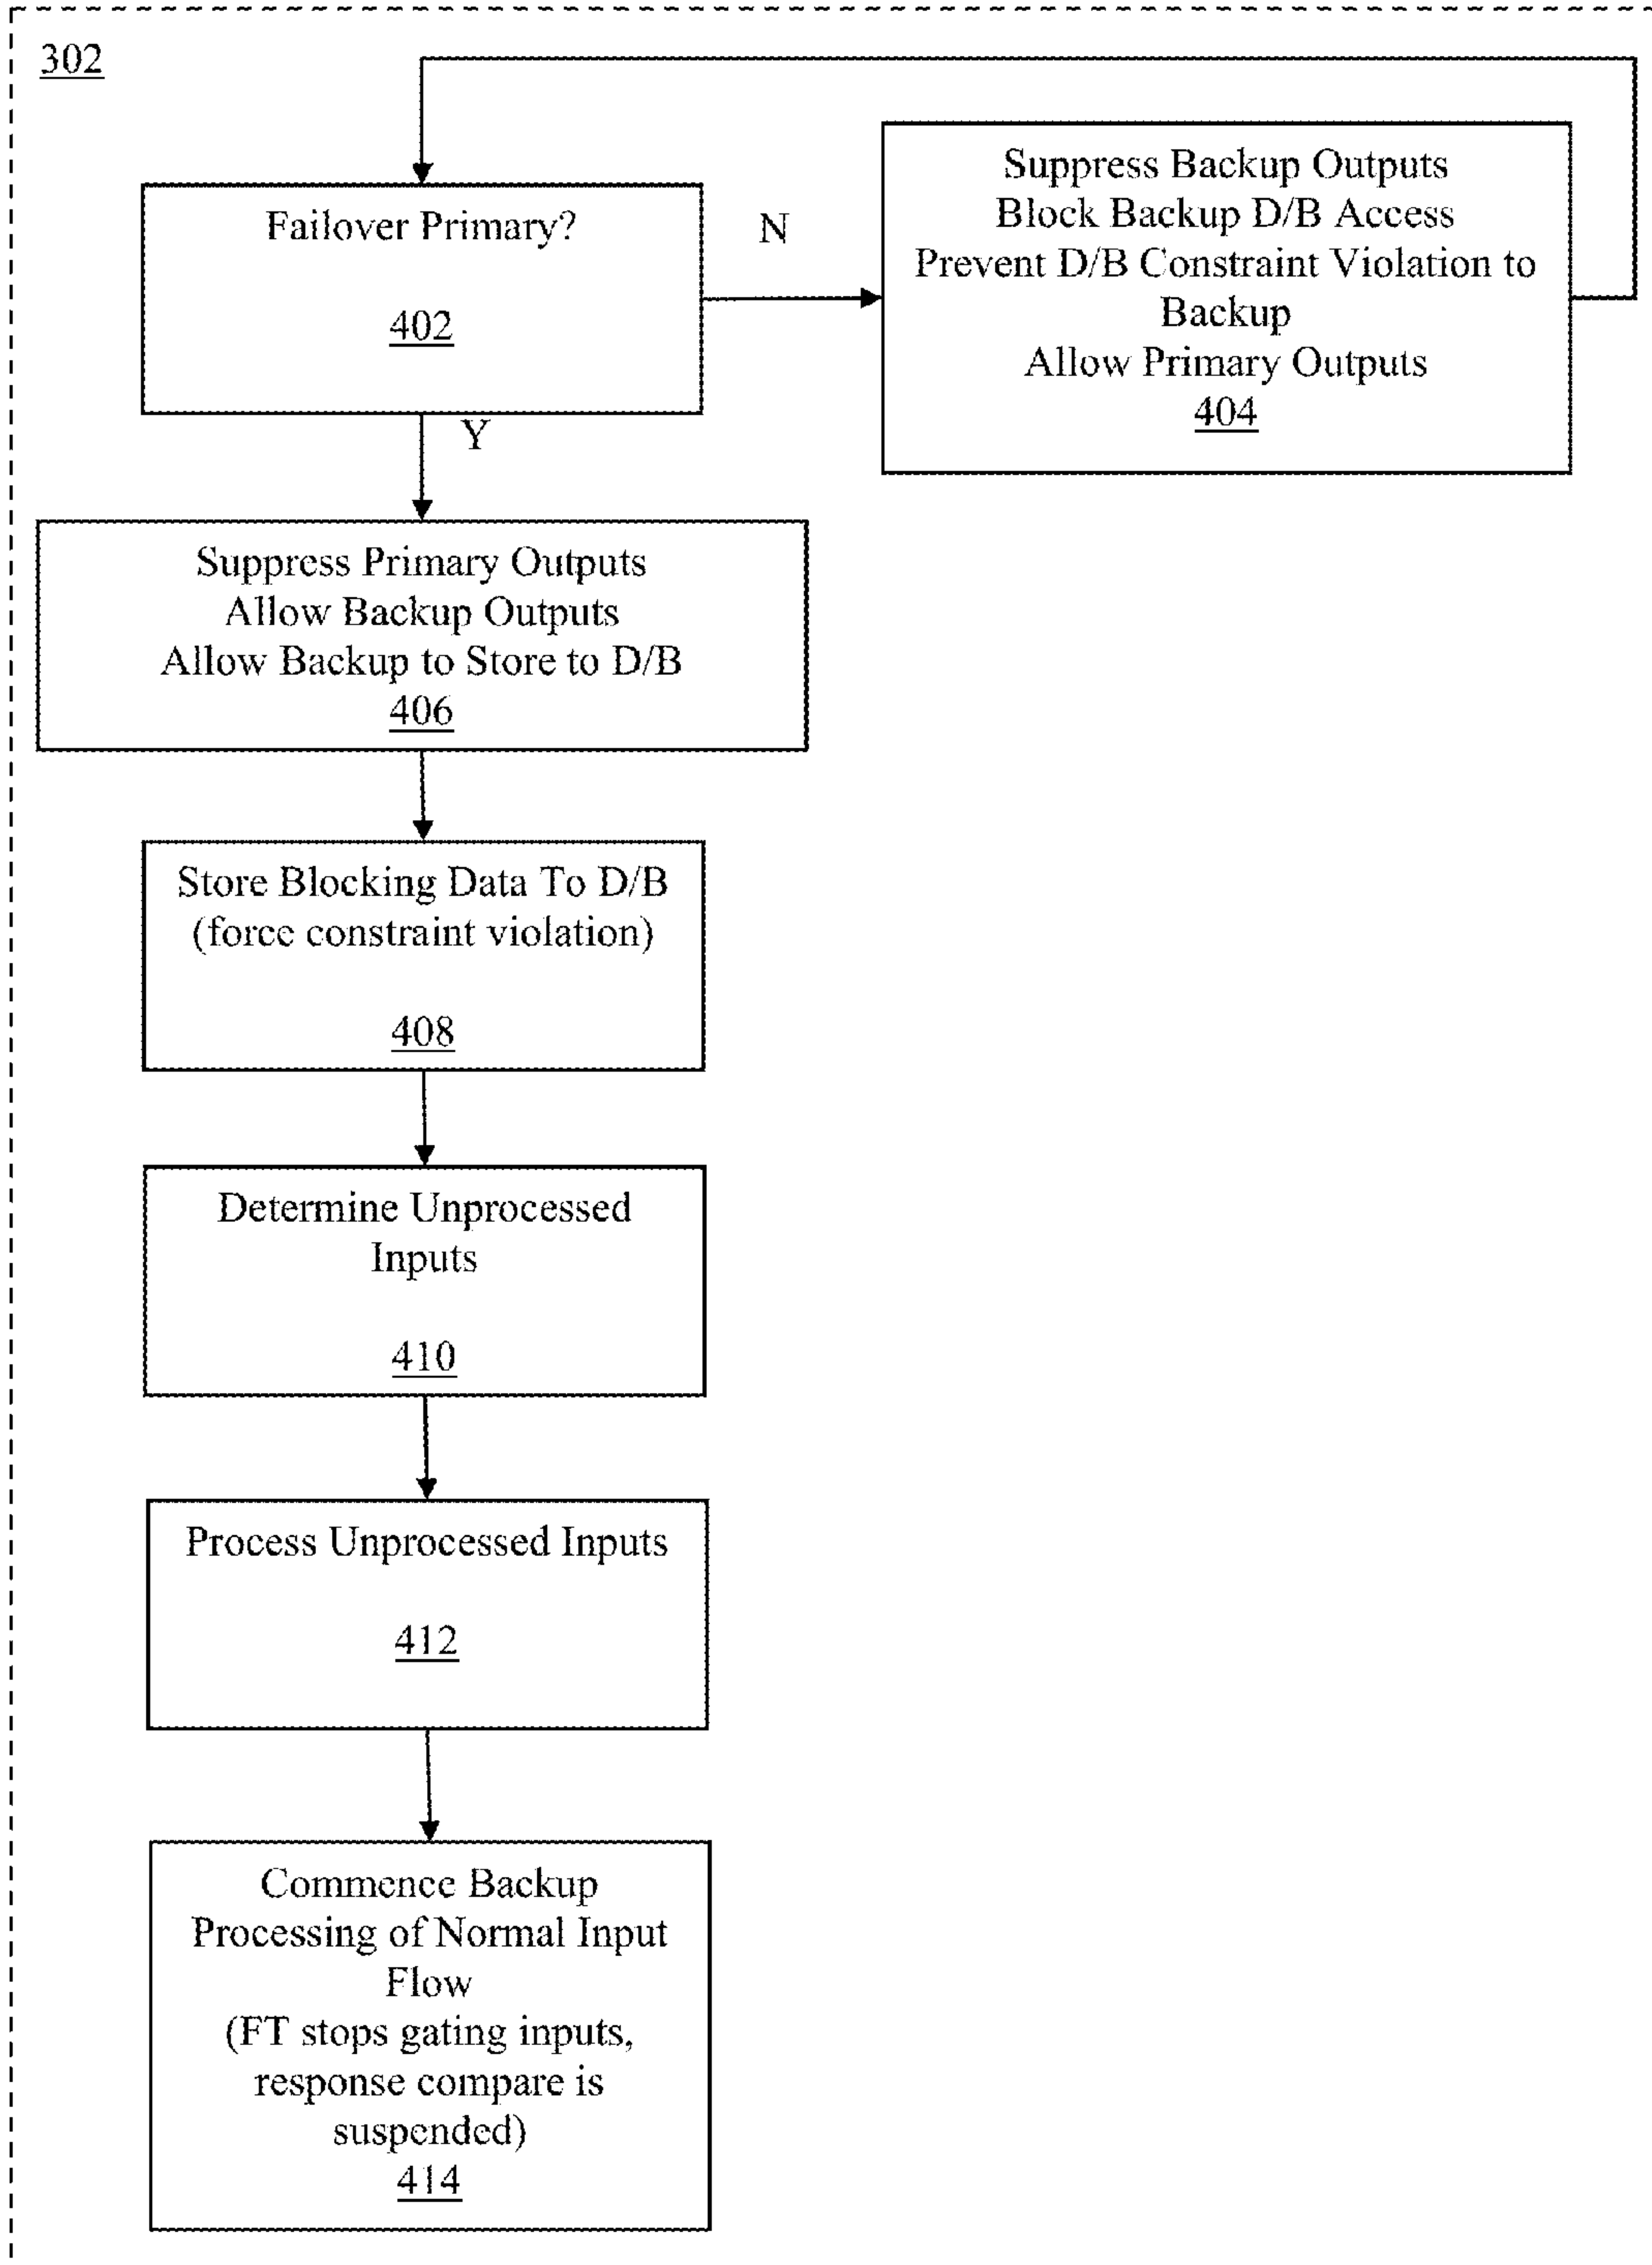 302
Failover Primary?
402
N
Suppress Backup Outputs
Block Backup D/B Access
Prevent D/B Constraint Violation to
Backup
Allow Primary Outputs
404
Y
Suppress Primary Outputs
Allow Backup Outputs
Allow Backup to Store to D/B
406
Store Blocking Data To D/B
(force constraint violation)
408
Determine Unprocessed
Inputs
410
Process Unprocessed Inputs
412
Commence Backup
Processing of Normal Input
Flow
(FT stops gating inputs,
response compare is
suspended)
414